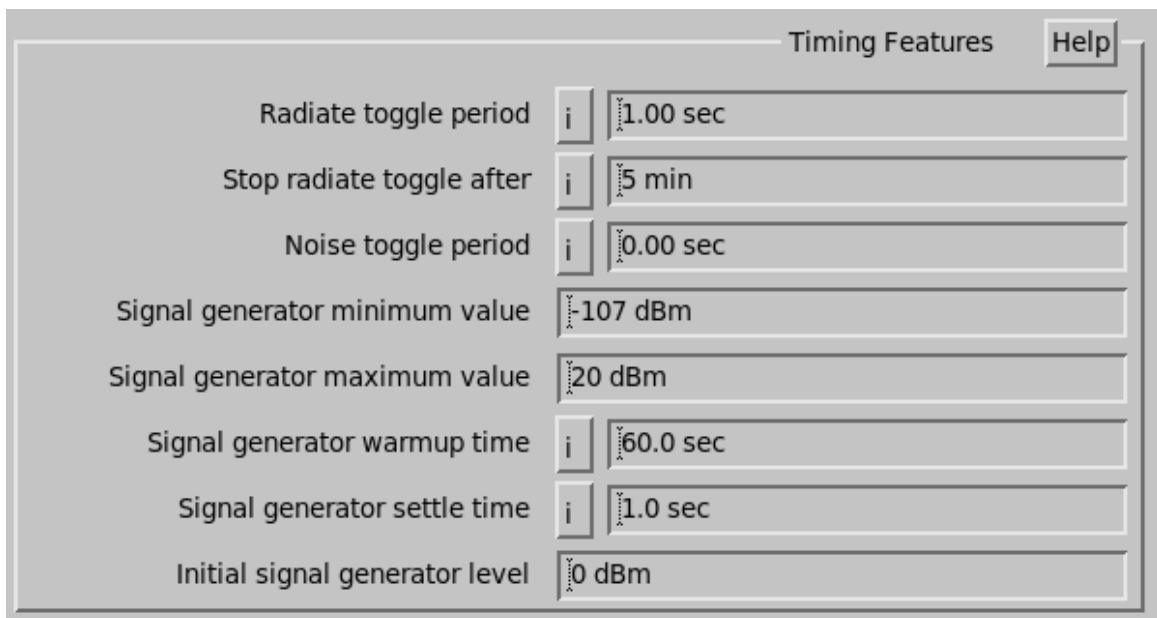 Timing Features Help
Radiate toggle period i 1.00 sec
Stop radiate toggle after i 5 min
Noise toggle period i 0.00 sec
Signal generator minimum value -107 dBm
Signal generator maximum value 20 dBm
Signal generator warmup time i 60.0 sec
Signal generator settle time i 1.0 sec
Initial signal generator level 0 dBm